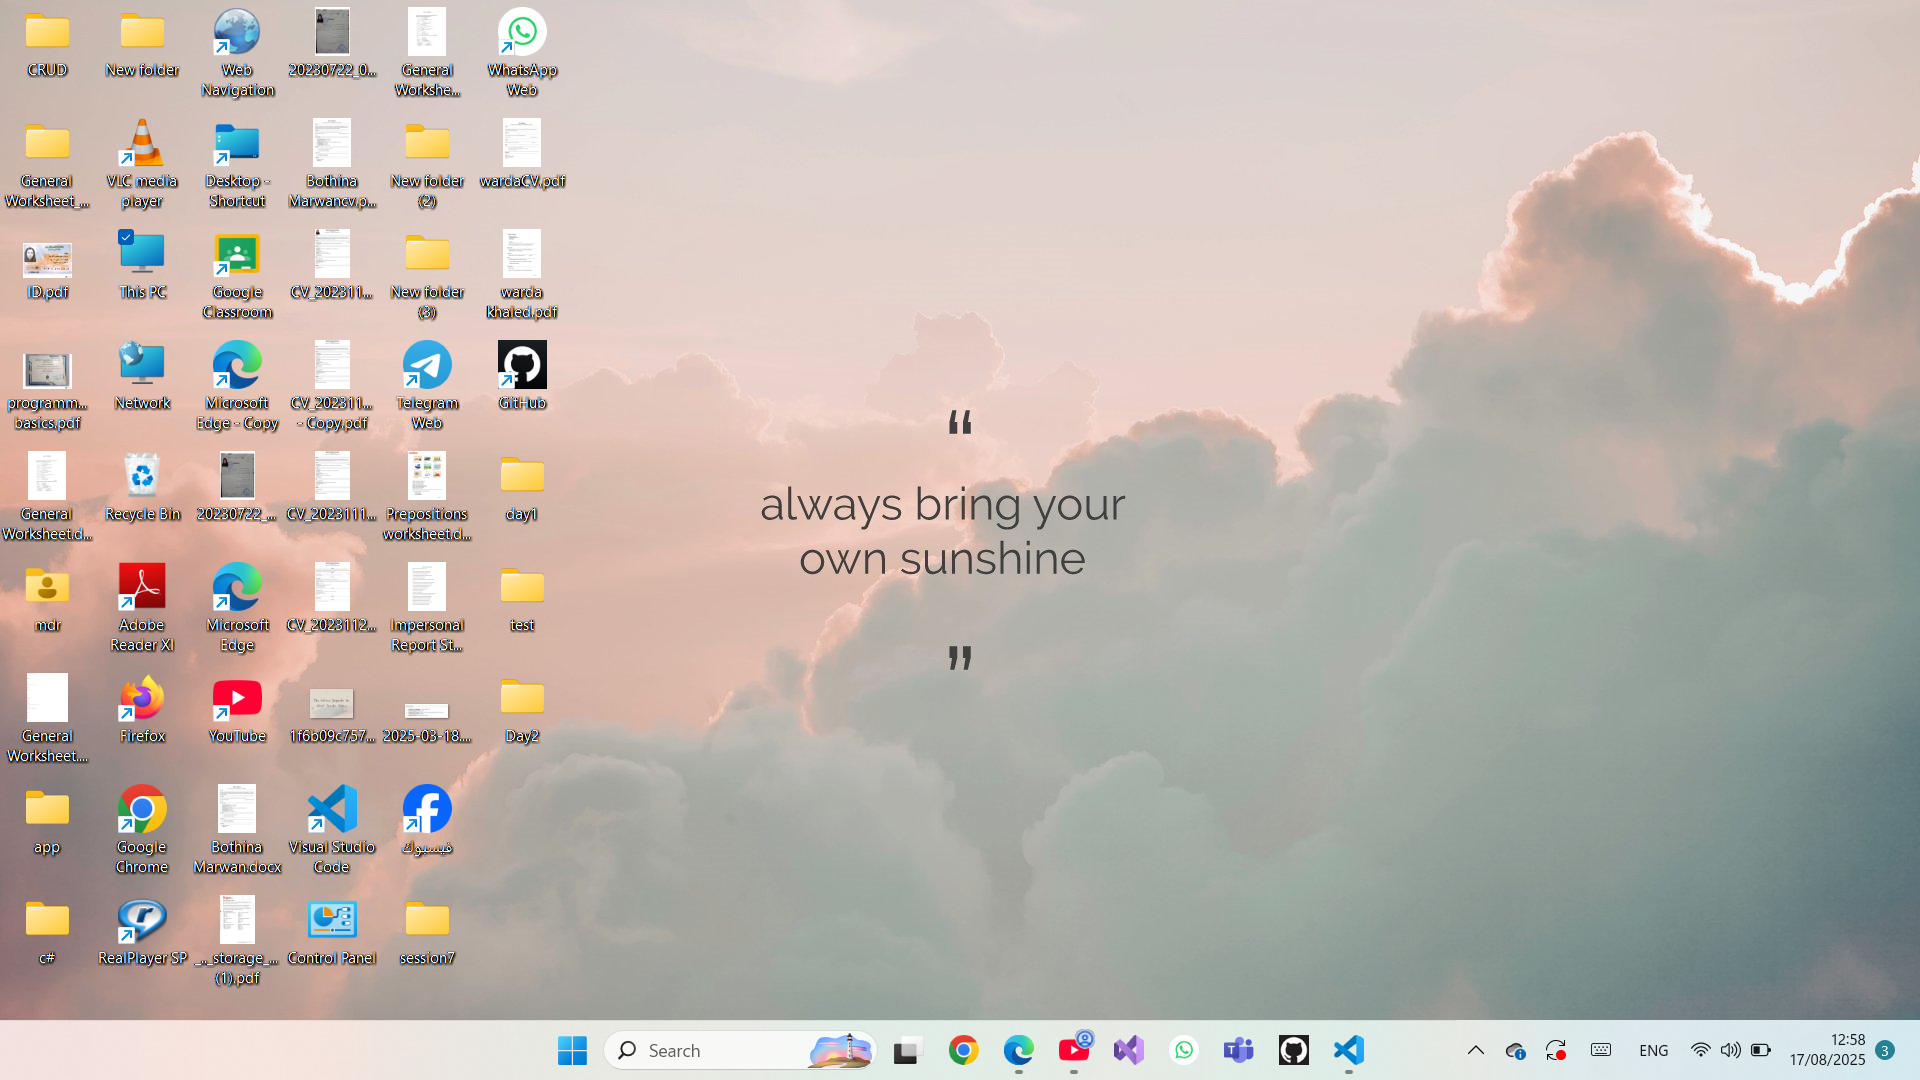 CRUD
New folder
Web
Navigation
20230722_0...
General
Workshe...
WhatsApp
Web
General
Worksheet_...
VLC media
player
Desktop -
Shortcut
Bothina
Marwancv.p...
New folder
(2)
wardaCV.pdf
ID.pdf
This PC
Google
Classroom
CV_202311...
New folder
(3)
warda
khaled.pdf
programm...
basics.pdf
Network
Microsoft
Edge - Copy
CV_202311...
- Copy.pdf
Telegram
Web
GitHub
General
Worksheet.d...
Recycle Bin
20230722_...
CV_2023111...
Prepositions
worksheet.d...
day1
mdr
Adobe
Reader XI
Microsoft
Edge
CV_2023112...
Impersonal
Report St...
test
General
Worksheet....
Firefox
YouTube
1f6b09c757...
2025-03-18....
Day2
app
Google
Chrome
Bothina
Marwan.docx
Visual Studio
Code
فيسبوك
c#
RealPlayer SP
_.._storage_...
(1).pdf
Control Panel
session7
“
always bring your
own sunshine
”
Search
ENG
12:58
17/08/2025
3